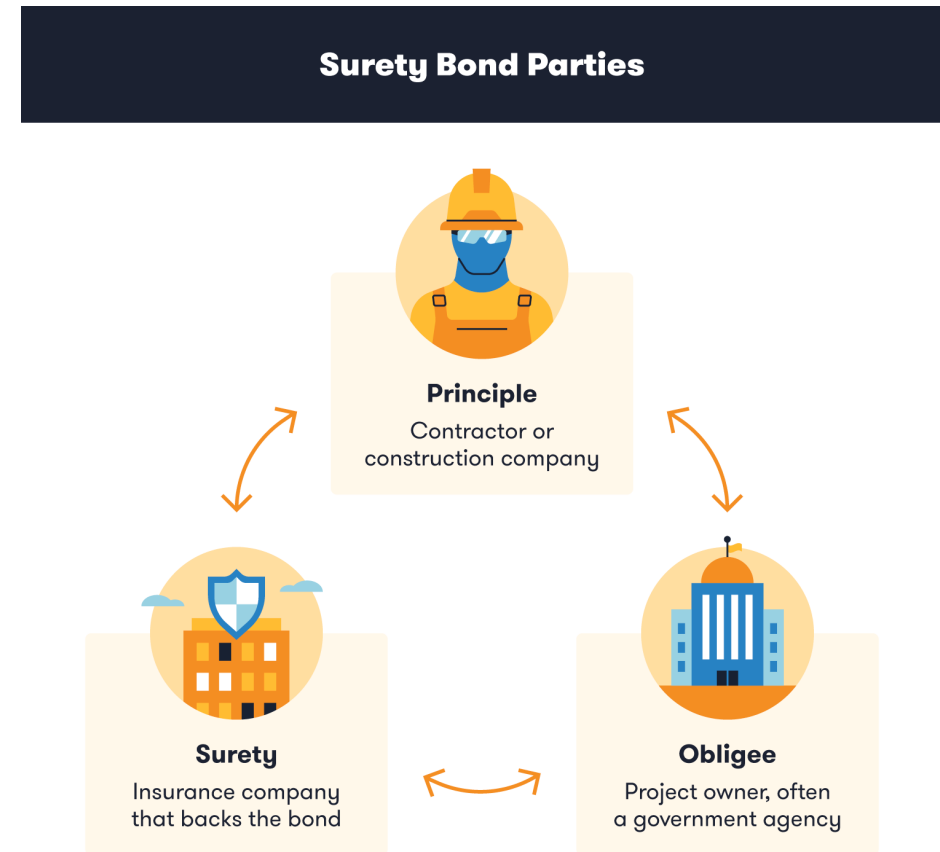 Surety Bond Parties
Principle
Contractor or
construction company
Surety
Insurance company
that backs the bond
Obligee
Project owner, often
a government agency